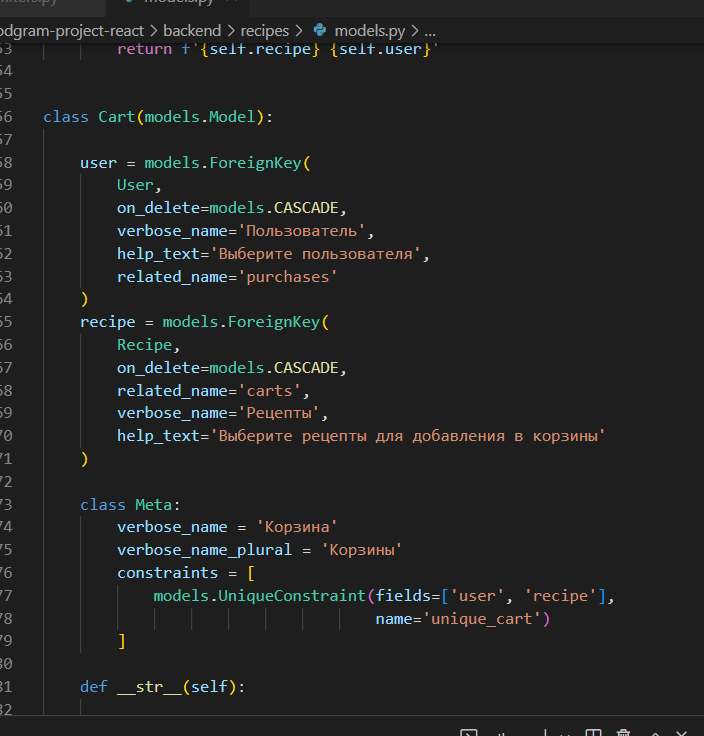 models.py
odgram-project-react > backend > recipes > models.py > ...
53 return f'{self.recipe} {self.user}'
54
55
56 class Cart(models.Model):
57
58 user = models.ForeignKey(
59 User,
60 on_delete=models.CASCADE,
61 verbose_name='Пользователь',
62 help_text='Выберите пользователя',
63 related_name='purchases'
64 )
65 recipe = models.ForeignKey(
66 Recipe,
67 on_delete=models.CASCADE,
68 related_name='carts',
69 verbose_name='Рецепты',
70 help_text='Выберите рецепты для добавления в корзины'
71 )
72
73 class Meta:
74 verbose_name = 'Корзина'
75 verbose_name_plural = 'Корзины'
76 constraints = [
77 models.UniqueConstraint(fields=['user', 'recipe'],
78 name='unique_cart')
79 ]
80
81 def __str__(self):
82